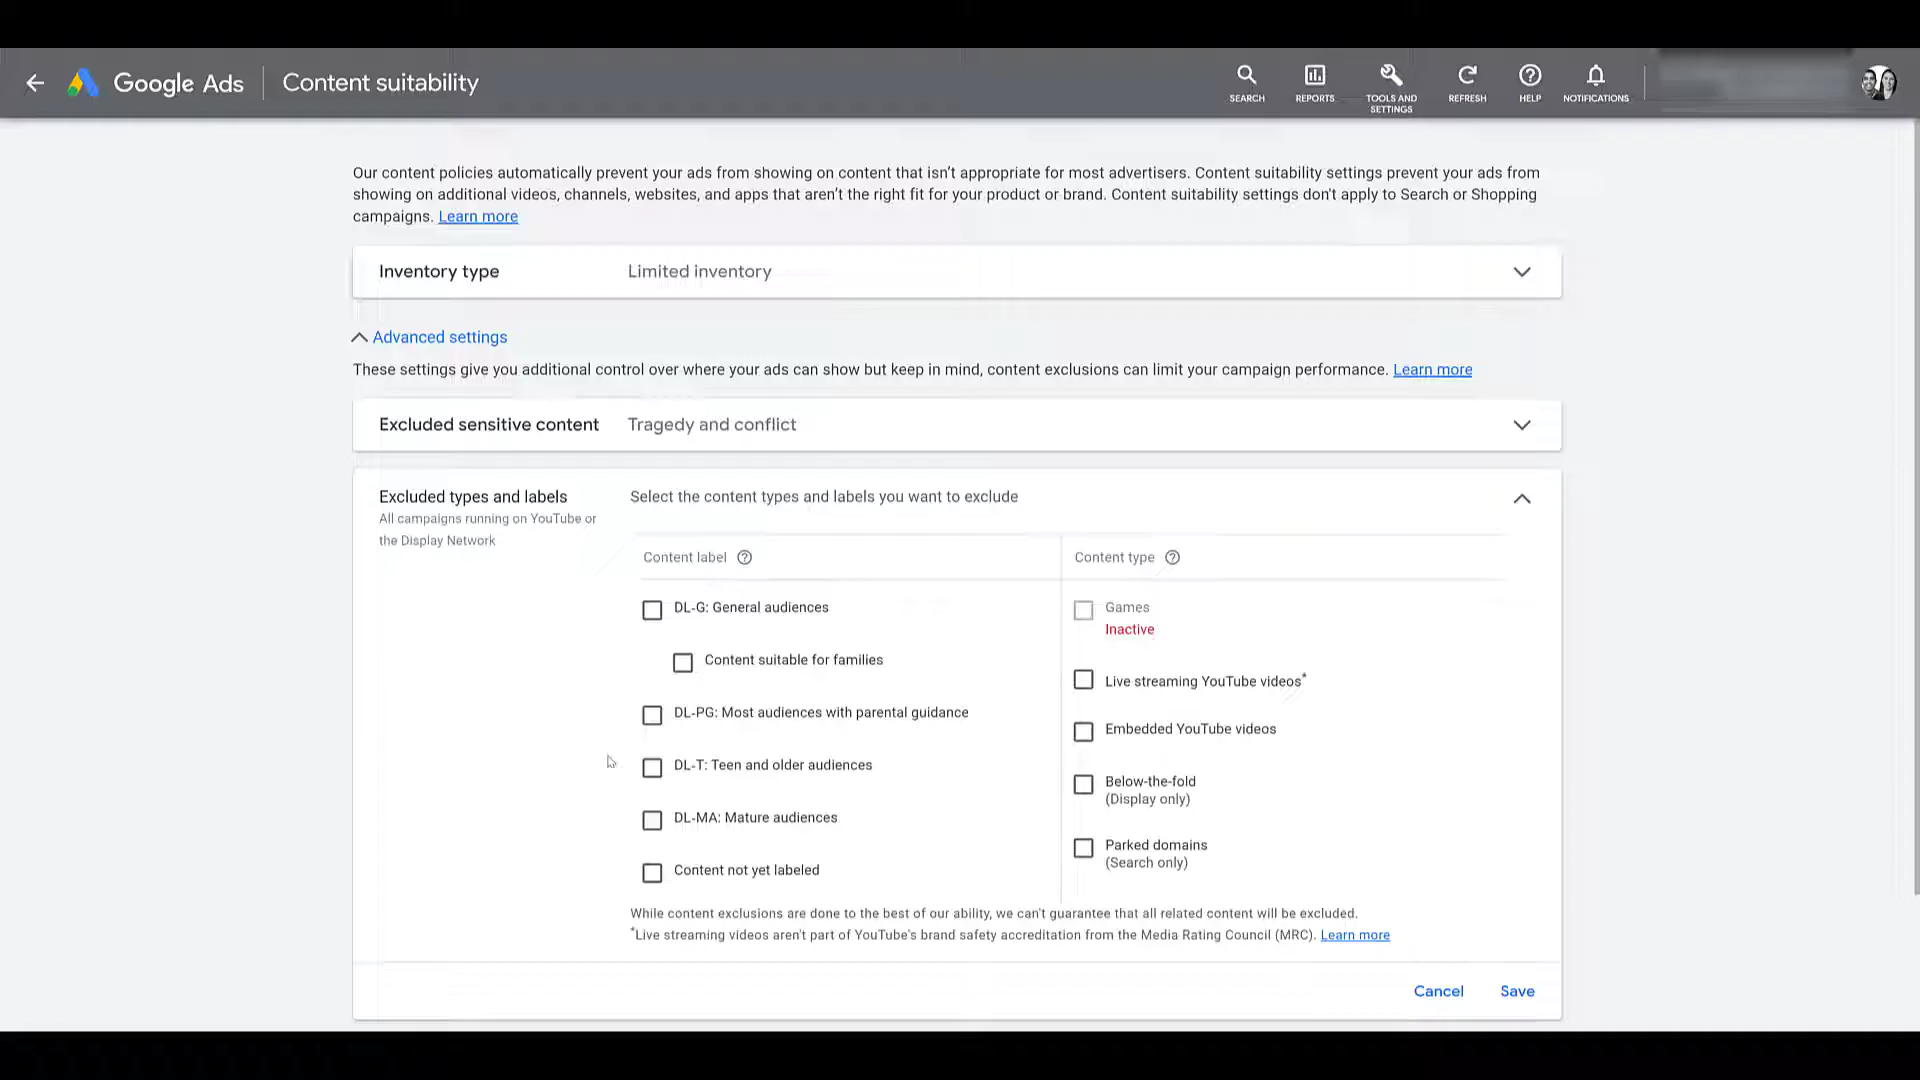 Google Ads
Content suitability
SEARCH
REPORTS
TOOLS AND
SETTINGS
REFRESH
HELP
NOTIFICATIONS
Our content policies automatically prevent your ads from showing on content that isn't appropriate for most advertisers. Content suitability settings prevent your ads from
showing on additional videos, channels, websites, and apps that aren't the right fit for your product or brand. Content suitability settings don't apply to Search or Shopping
campaigns. Learn more
Inventory type
Limited inventory
Advanced settings
These settings give you additional control over where your ads can show but keep in mind, content exclusions can limit your campaign performance. Learn more
Excluded sensitive content
Tragedy and conflict
Excluded types and labels
All campaigns running on YouTube or
the Display Network
Select the content types and labels you want to exclude
Content label
DL-G: General audiences
Content suitable for families
DL-PG: Most audiences with parental guidance
DL-T: Teen and older audiences
DL-MA: Mature audiences
Content not yet labeled
Content type
Games
Inactive
Live streaming YouTube videos*
Embedded YouTube videos
Below-the-fold
(Display only)
Parked domains
(Search only)
While content exclusions are done to the best of our ability, we can't guarantee that all related content will be excluded.
*Live streaming videos aren't part of YouTube's brand safety accreditation from the Media Rating Council (MRC). Learn more
Cancel
Save